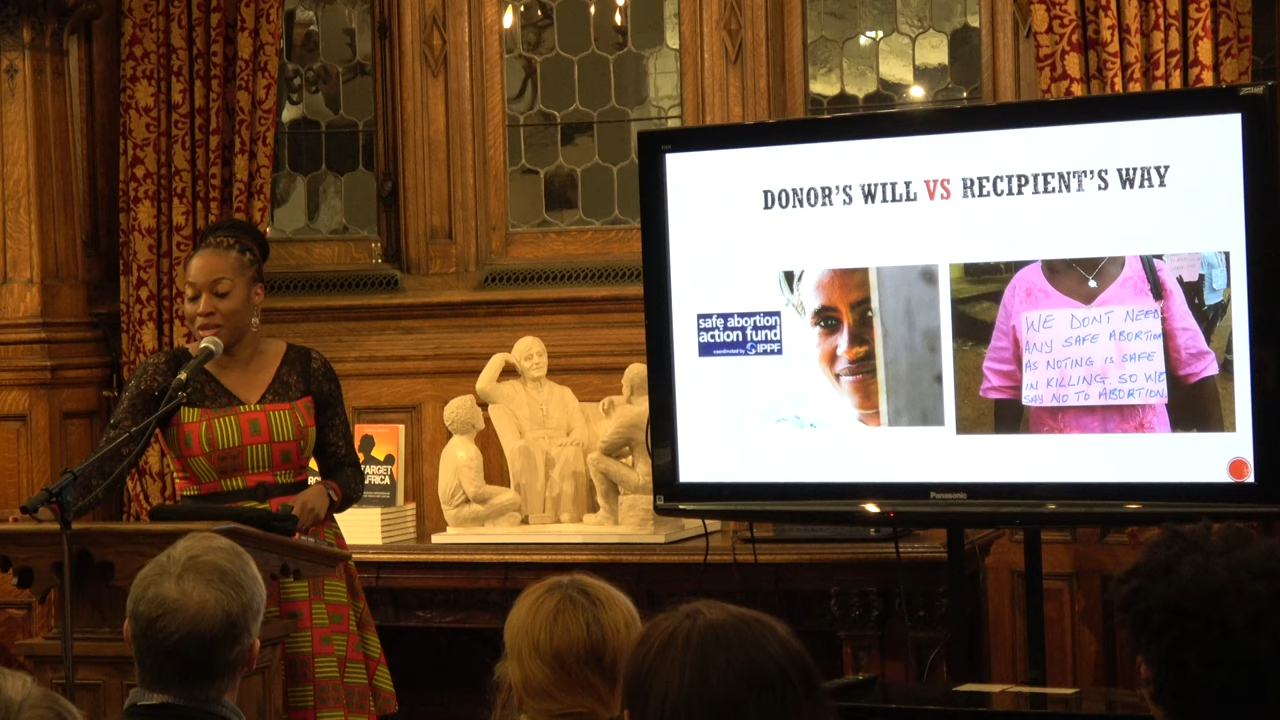 DONOR'S WILL VS RECIPIENT'S WAY
safe abortion
action fund
coordinated by IPPF
WE DONT NEED
ANY SAFE ABORTION
AS NOTING IS SAFE
IN KILLING. SO WE
SAY NO TO ABORTION.
TARGET
AFRICA
Panasonic